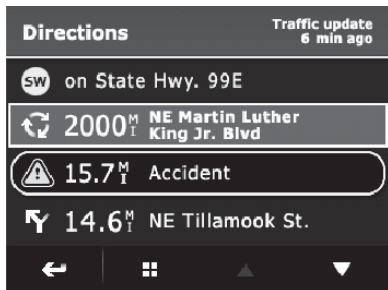 Directions
Traffic update
6 min ago
SW on State Hwy. 99E
2000 MI NE Martin Luther
King Jr. Blvd
15.7 MI Accident
14.6 MI NE Tillamook St.